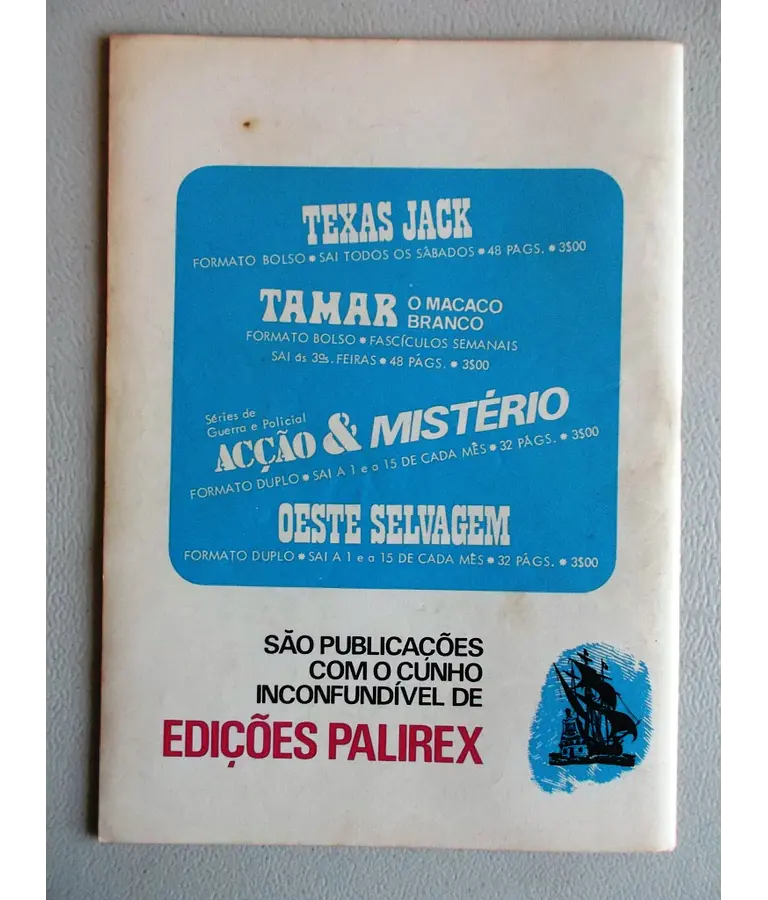 TEXAS JACK
FORMATO BOLSO * SAI TODOS OS SÁBADOS * 48 PÁGS. * 3$00
TAMAR O MACACO
BRANCO
FORMATO BOLSO * FASCÍCULOS SEMANAIS
SAI ás 3as. FEIRAS * 48 PÁGS. * 3$00
Séries de
Guerra e Policial
ACÇÃO & MISTÉRIO
FORMATO DUPLO * SAI A 1 e a 15 DE CADA MÊS * 32 PÁGS. * 3$00
OESTE SELVAGEM
FORMATO DUPLO * SAI A 1 e a 15 DE CADA MÊS * 32 PÁGS. * 3$00
SÃO PUBLICAÇÕES
COM O CÚNHO
INCONFUNDÍVEL DE
EDIÇÕES PALIREX